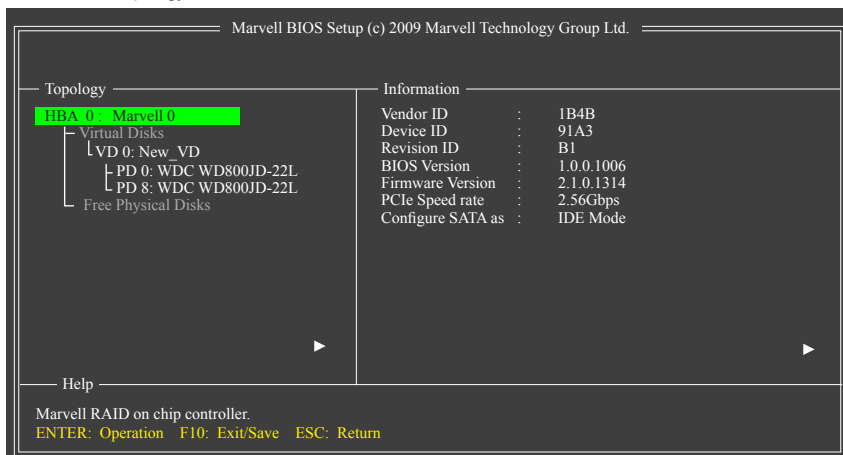 Marvell BIOS Setup (c) 2009 Marvell Technology Group Ltd.
Topology
HBA 0 : Marvell 0
Virtual Disks
VD 0: New_VD
PD 0: WDC WD800JD-22L
PD 8: WDC WD800JD-22L
Free Physical Disks
Information
Vendor ID : 1B4B
Device ID : 91A3
Revision ID : B1
BIOS Version : 1.0.0.1006
Firmware Version : 2.1.0.1314
PCIe Speed rate : 2.56Gbps
Configure SATA as : IDE Mode
Help
Marvell RAID on chip controller.
ENTER: Operation F10: Exit/Save ESC: Return